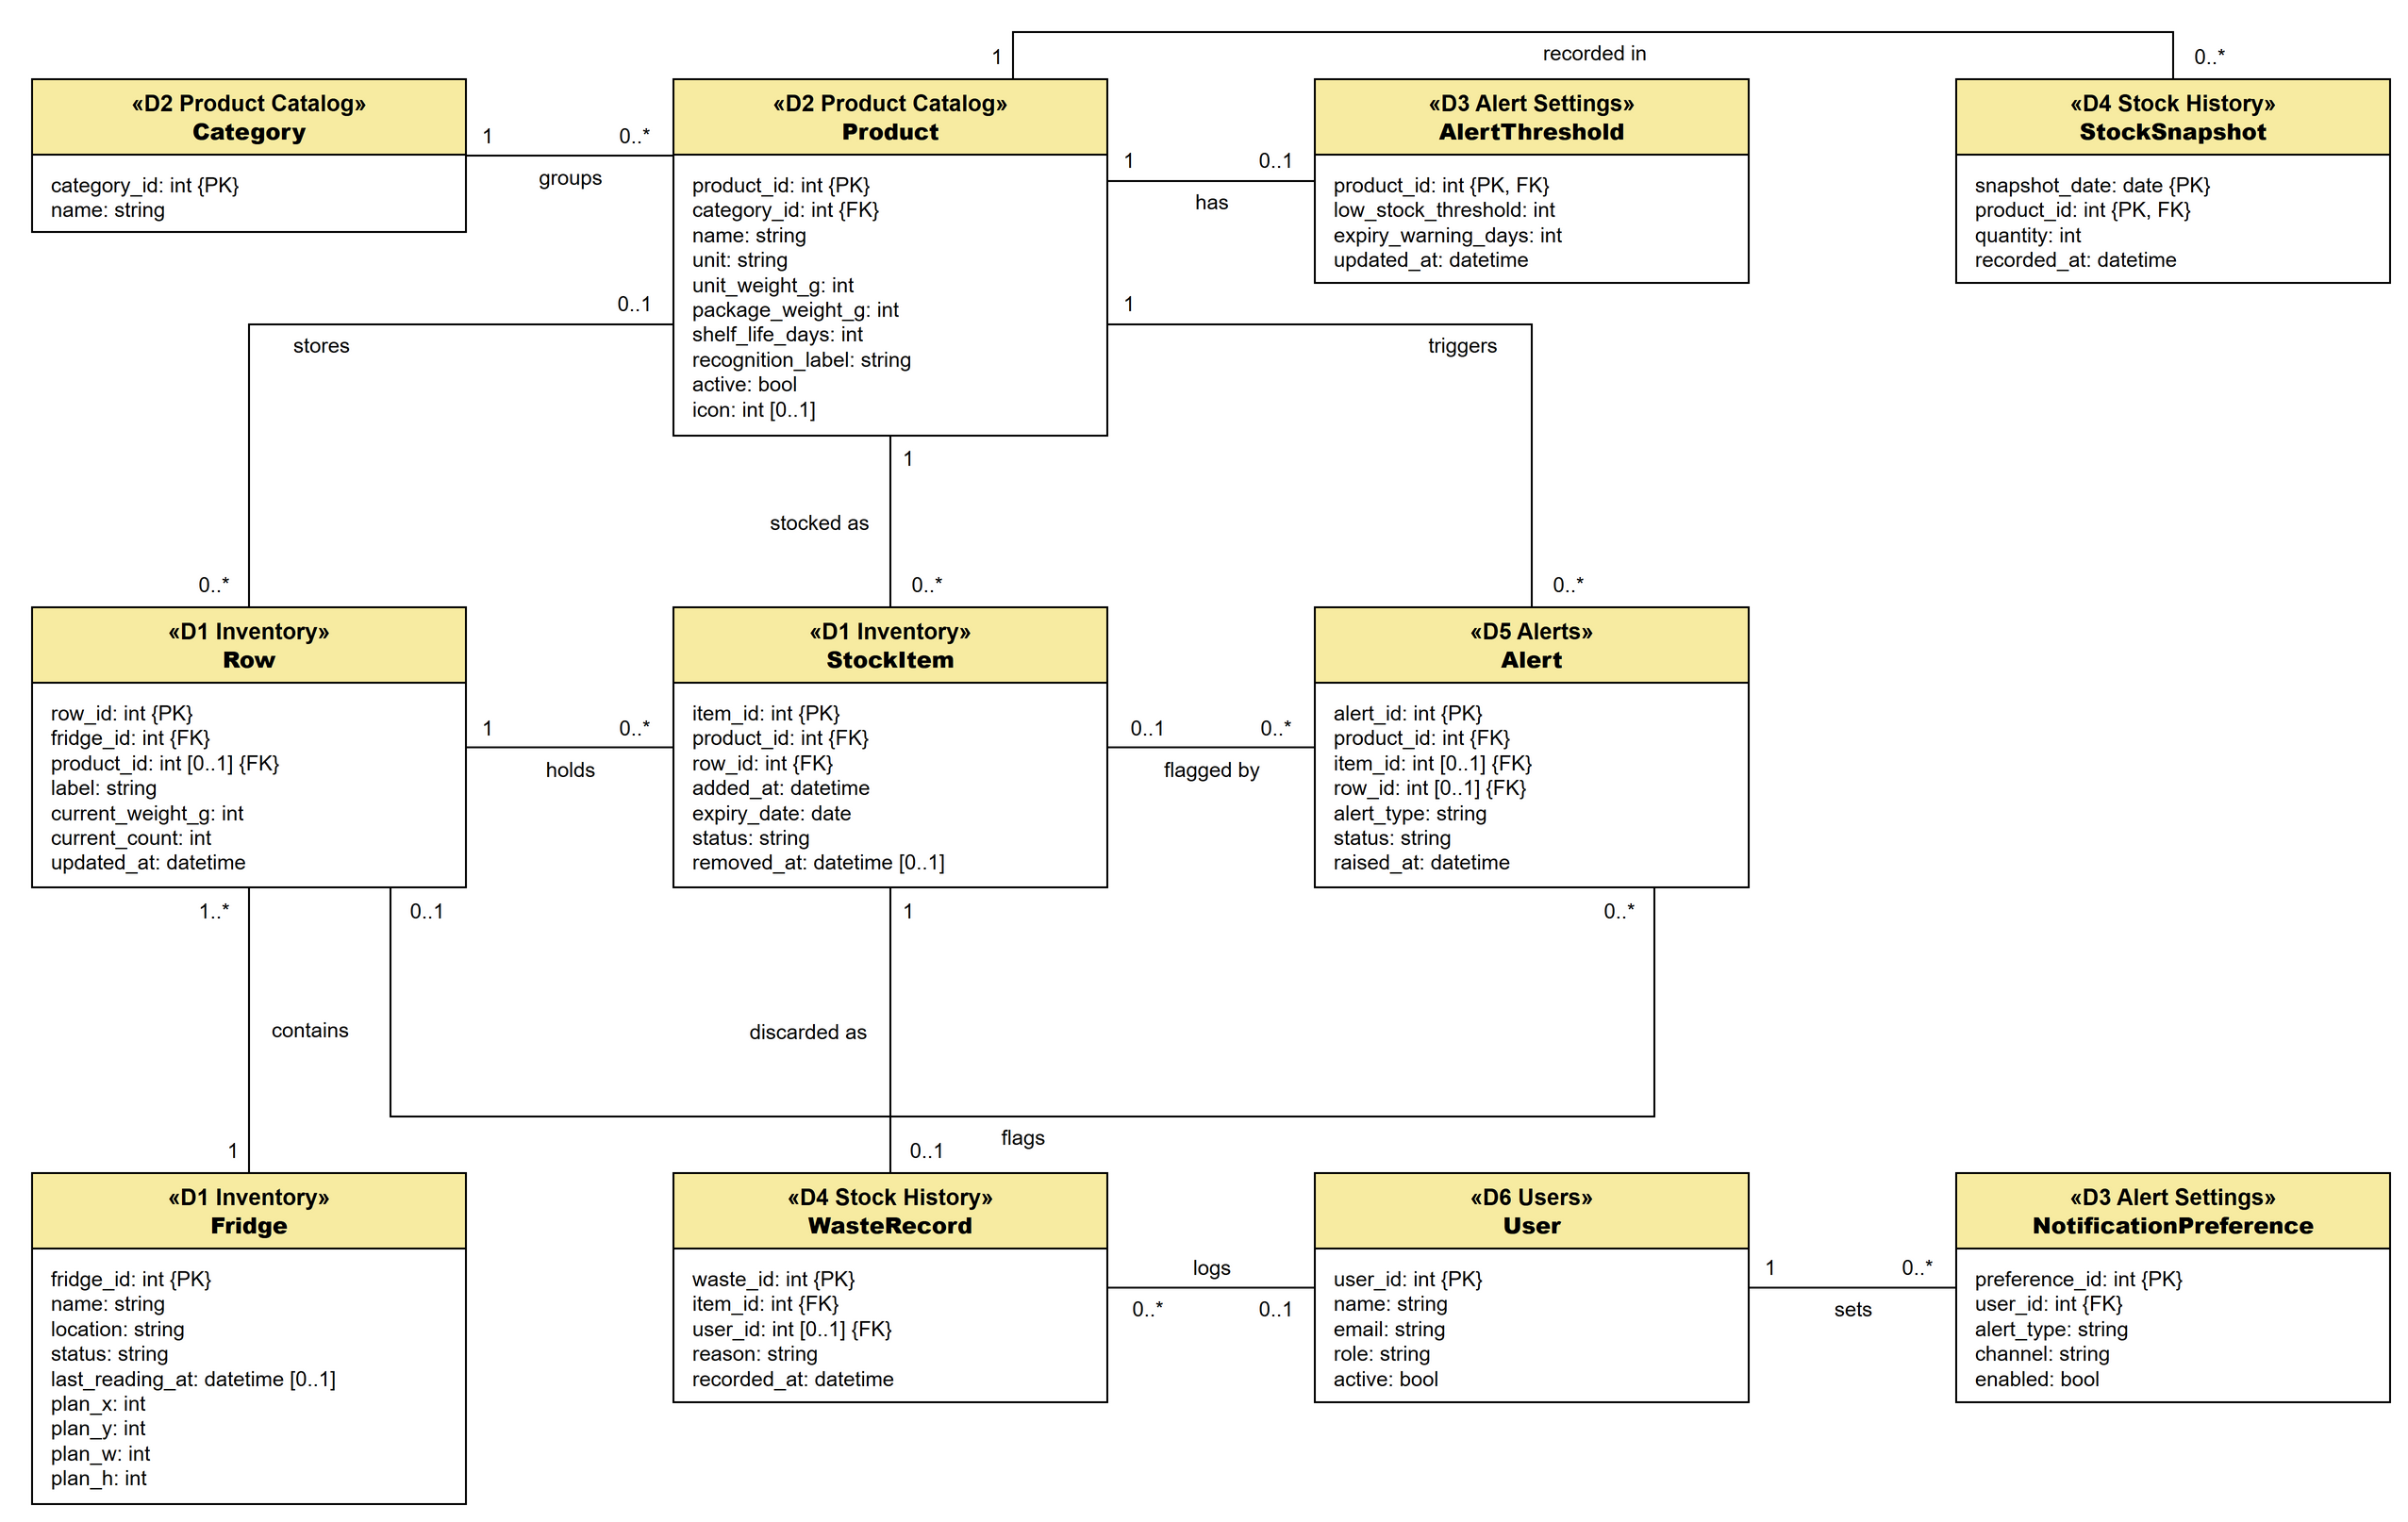 1
recorded in
0..*
«D2 Product Catalog»
Category
category_id: int {PK}
name: string
1
0..*
groups
«D2 Product Catalog»
Product
product_id: int {PK}
category_id: int {FK}
name: string
unit: string
unit_weight_g: int
package_weight_g: int
shelf_life_days: int
recognition_label: string
active: bool
icon: int [0..1]
1
0..1
has
«D3 Alert Settings»
AlertThreshold
product_id: int {PK, FK}
low_stock_threshold: int
expiry_warning_days: int
updated_at: datetime
«D4 Stock History»
StockSnapshot
snapshot_date: date {PK}
product_id: int {PK, FK}
quantity: int
recorded_at: datetime
0..1
stores
0..*
1
triggers
0..*
1
stocked as
0..*
«D1 Inventory»
Row
row_id: int {PK}
fridge_id: int {FK}
product_id: int [0..1] {FK}
label: string
current_weight_g: int
current_count: int
updated_at: datetime
1
0..*
holds
«D1 Inventory»
StockItem
item_id: int {PK}
product_id: int {FK}
row_id: int {FK}
added_at: datetime
expiry_date: date
status: string
removed_at: datetime [0..1]
0..1
0..*
flagged by
«D5 Alerts»
Alert
alert_id: int {PK}
product_id: int {FK}
item_id: int [0..1] {FK}
row_id: int [0..1] {FK}
alert_type: string
status: string
raised_at: datetime
1..*
contains
1
0..1
flags
0..*
1
discarded as
0..1
«D1 Inventory»
Fridge
fridge_id: int {PK}
name: string
location: string
status: string
last_reading_at: datetime [0..1]
plan_x: int
plan_y: int
plan_w: int
plan_h: int
«D4 Stock History»
WasteRecord
waste_id: int {PK}
item_id: int {FK}
user_id: int [0..1] {FK}
reason: string
recorded_at: datetime
logs
0..*
0..1
«D6 Users»
User
user_id: int {PK}
name: string
email: string
role: string
active: bool
1
0..*
sets
«D3 Alert Settings»
NotificationPreference
preference_id: int {PK}
user_id: int {FK}
alert_type: string
channel: string
enabled: bool